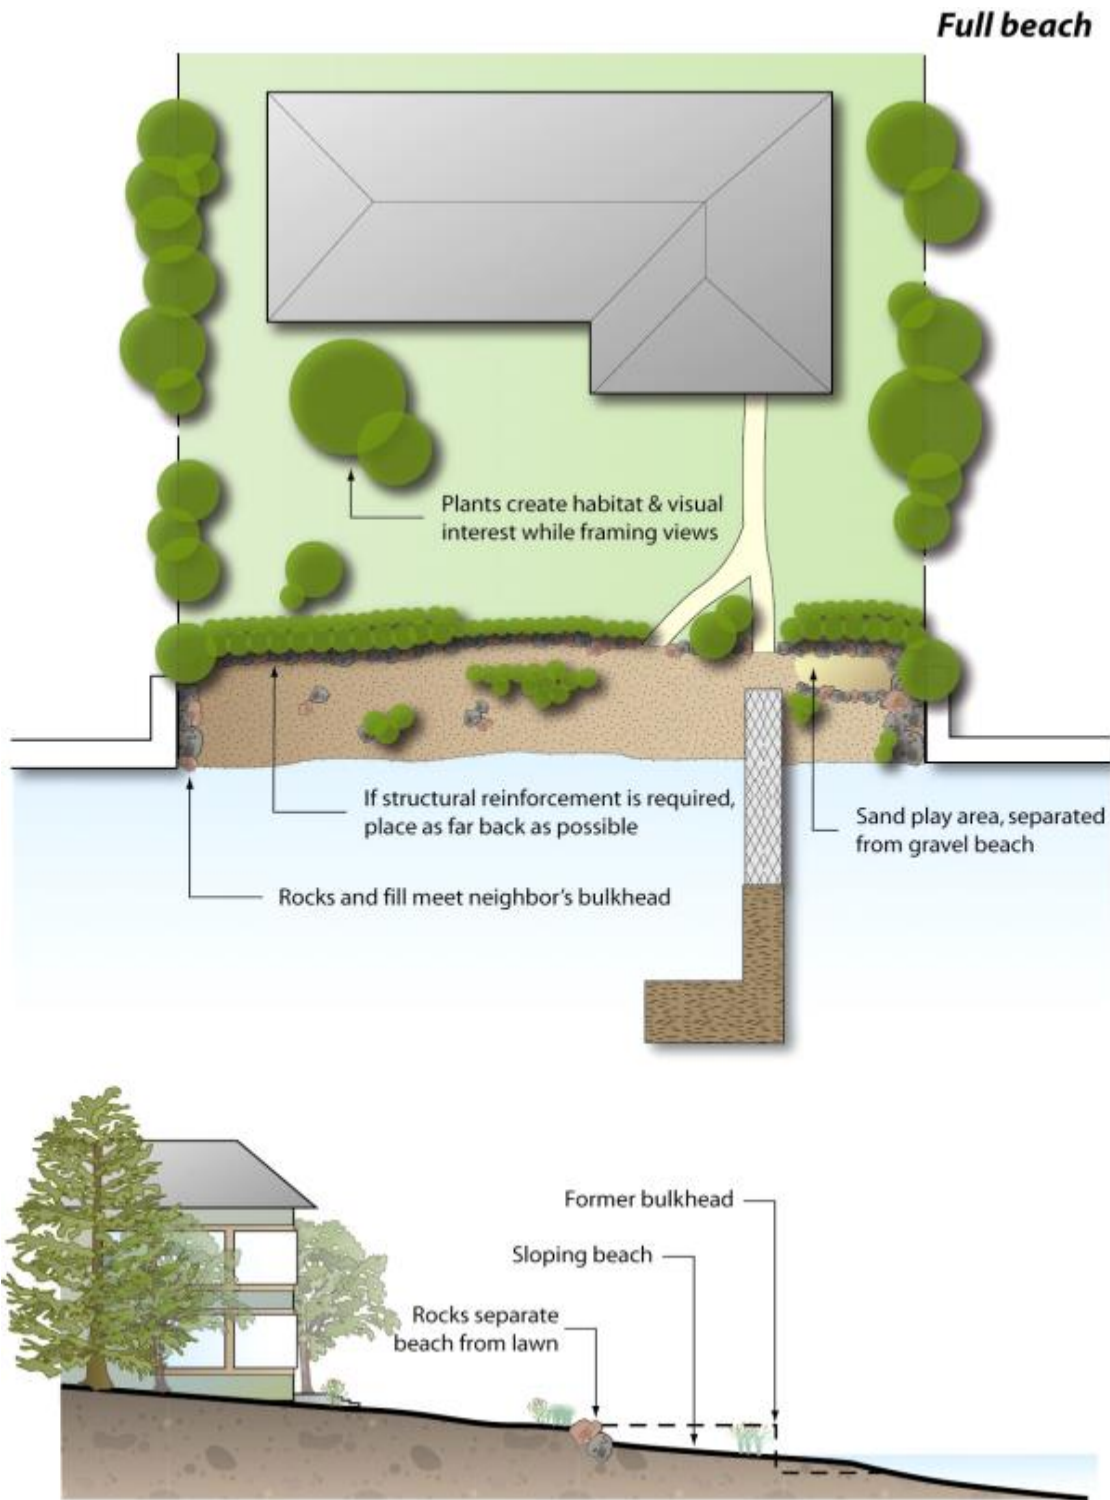 Full beach
Plants create habitat & visual
interest while framing views
If structural reinforcement is required,
place as far back as possible
Sand play area, separated
from gravel beach
Rocks and fill meet neighbor's bulkhead
Former bulkhead
Sloping beach
Rocks separate
beach from lawn